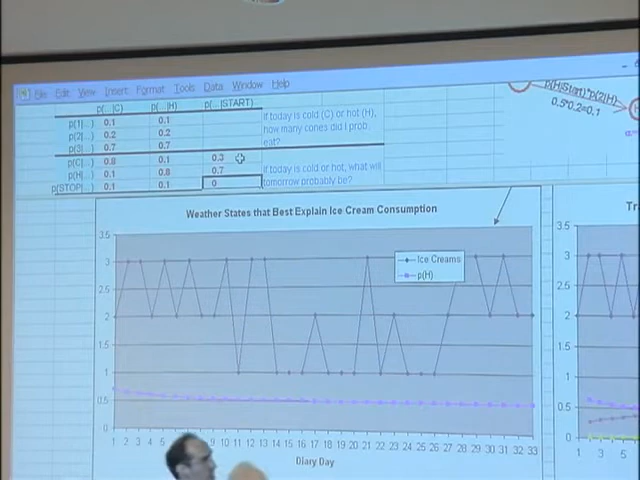 File Edit View Insert Format Tools Data Window Help
p(...|C) p(...|H) p(...|START)
p(1|...) 0.1 0.1
p(2|...) 0.2 0.2
p(3|...) 0.7 0.7
p(C|...) 0.8 0.1 0.3
p(H|...) 0.1 0.8 0.7
p(STOP|... 0.1 0.1 0
If today is cold (C) or hot (H),
how many cones did I prob.
eat?
If today is cold or hot, what will
tomorrow probably be?
p(H|Start)*p(2|H)
0.5*0.2=0.1
Weather States that Best Explain Ice Cream Consumption
3.5
3
2.5
2
1.5
1
0.5
0
Ice Creams
p(H)
1 2 3 4 5 6 7 8 9 10 11 12 13 14 15 16 17 18 19 20 21 22 23 24 25 26 27 28 29 30 31 32 33
Diary Day
3.5
3
2.5
2
1.5
1
0.5
0
1 3 5